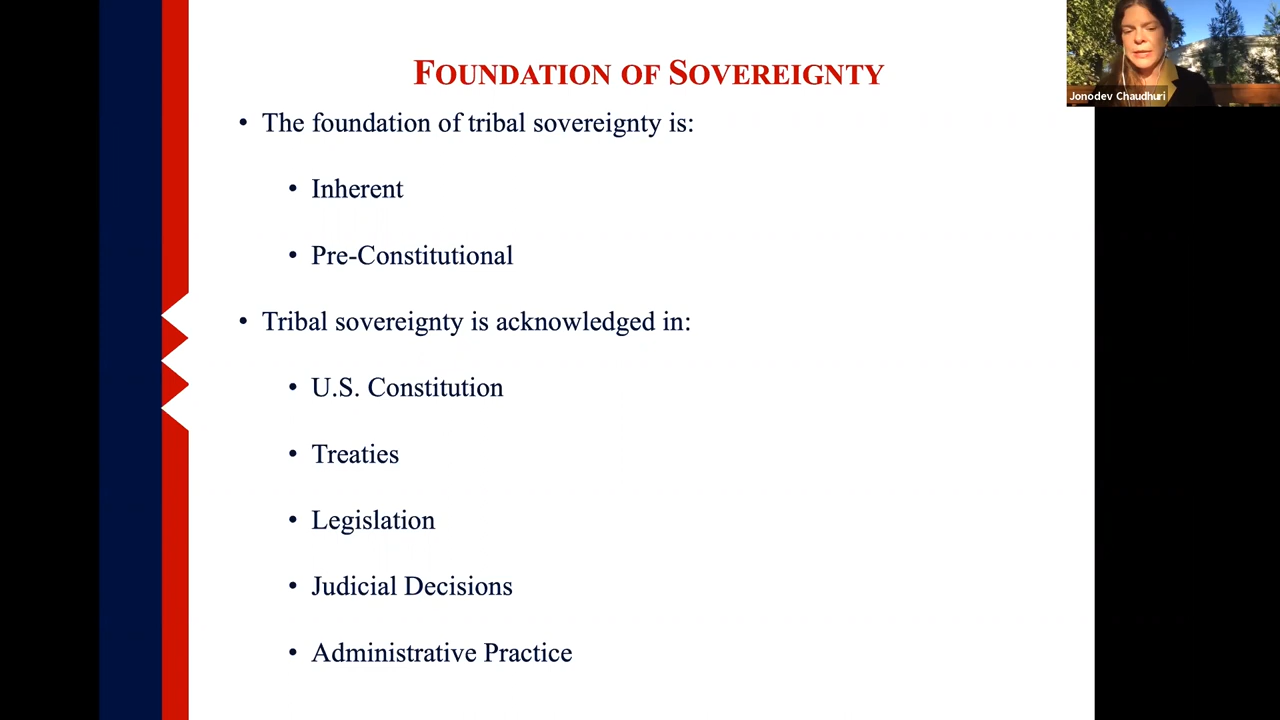 FOUNDATION OF SOVEREIGNTY
Jonodev Chaudhuri
• The foundation of tribal sovereignty is:
• Inherent
• Pre-Constitutional
• Tribal sovereignty is acknowledged in:
• U.S. Constitution
• Treaties
• Legislation
• Judicial Decisions
• Administrative Practice